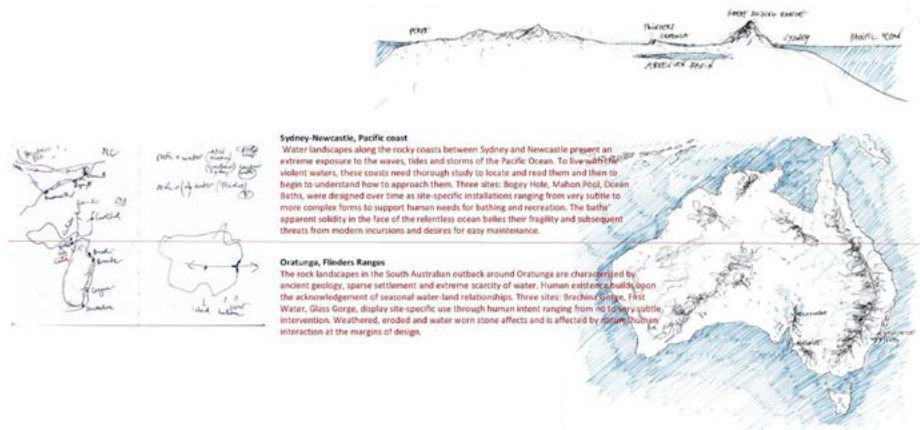 GREAT DIVIDING RANGE
PERTH
FLINDERS
ORATUNGA
SYDNEY
PACIFIC OCEAN
ARTESIAN BASIN
Sydney-Newcastle, Pacific coast
Water landscapes along the rocky coasts between Sydney and Newcastle present an
extreme exposure to the waves, tides and storms of the Pacific Ocean. To live with the
violent waters, these coasts need thorough study to locate and read them and then to
begin to understand how to approach them. Three sites: Bogey Hole, Mahon Pool, Ocean
Baths, were designed over time as site-specific installations ranging from very subtle to
more complex forms to support human needs for bathing and recreation. The baths'
apparent solidity in the face of the relentless ocean belies their fragility and subsequent
threats from modern incursions and desires for easy maintenance.
Oratunga, Flinders Ranges
The rock landscapes in the South Australian outback around Oratunga are characterized by
ancient geology, sparse settlement and extreme scarcity of water. Human existence builds upon
the acknowledgement of seasonal water-land relationships. Three sites: Brachina Gorge, First
Water, Glass Gorge, display site-specific use through human intent ranging from no to very subtle
intervention. Weathered, eroded and water worn stone affects and is affected by nature/human
interaction at the margins of design.